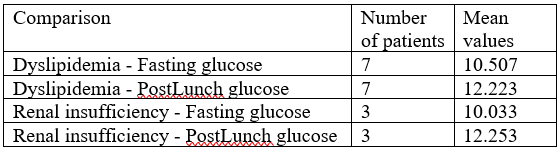 Comparison Number of patients Mean values
Dyslipidemia - Fasting glucose 7 10.507
Dyslipidemia - PostLunch glucose 7 12.223
Renal insufficiency - Fasting glucose 3 10.033
Renal insufficiency - PostLunch glucose 3 12.253